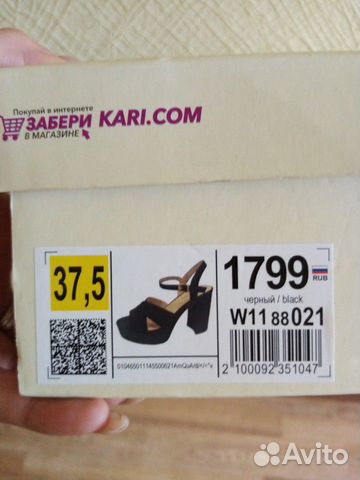 Покупай в интернете
ЗАБЕРИ KARI.COM
В МАГАЗИНЕ
37,5
1799
RUB
черный / black
W11 88 021
2 100092 351047
Avito